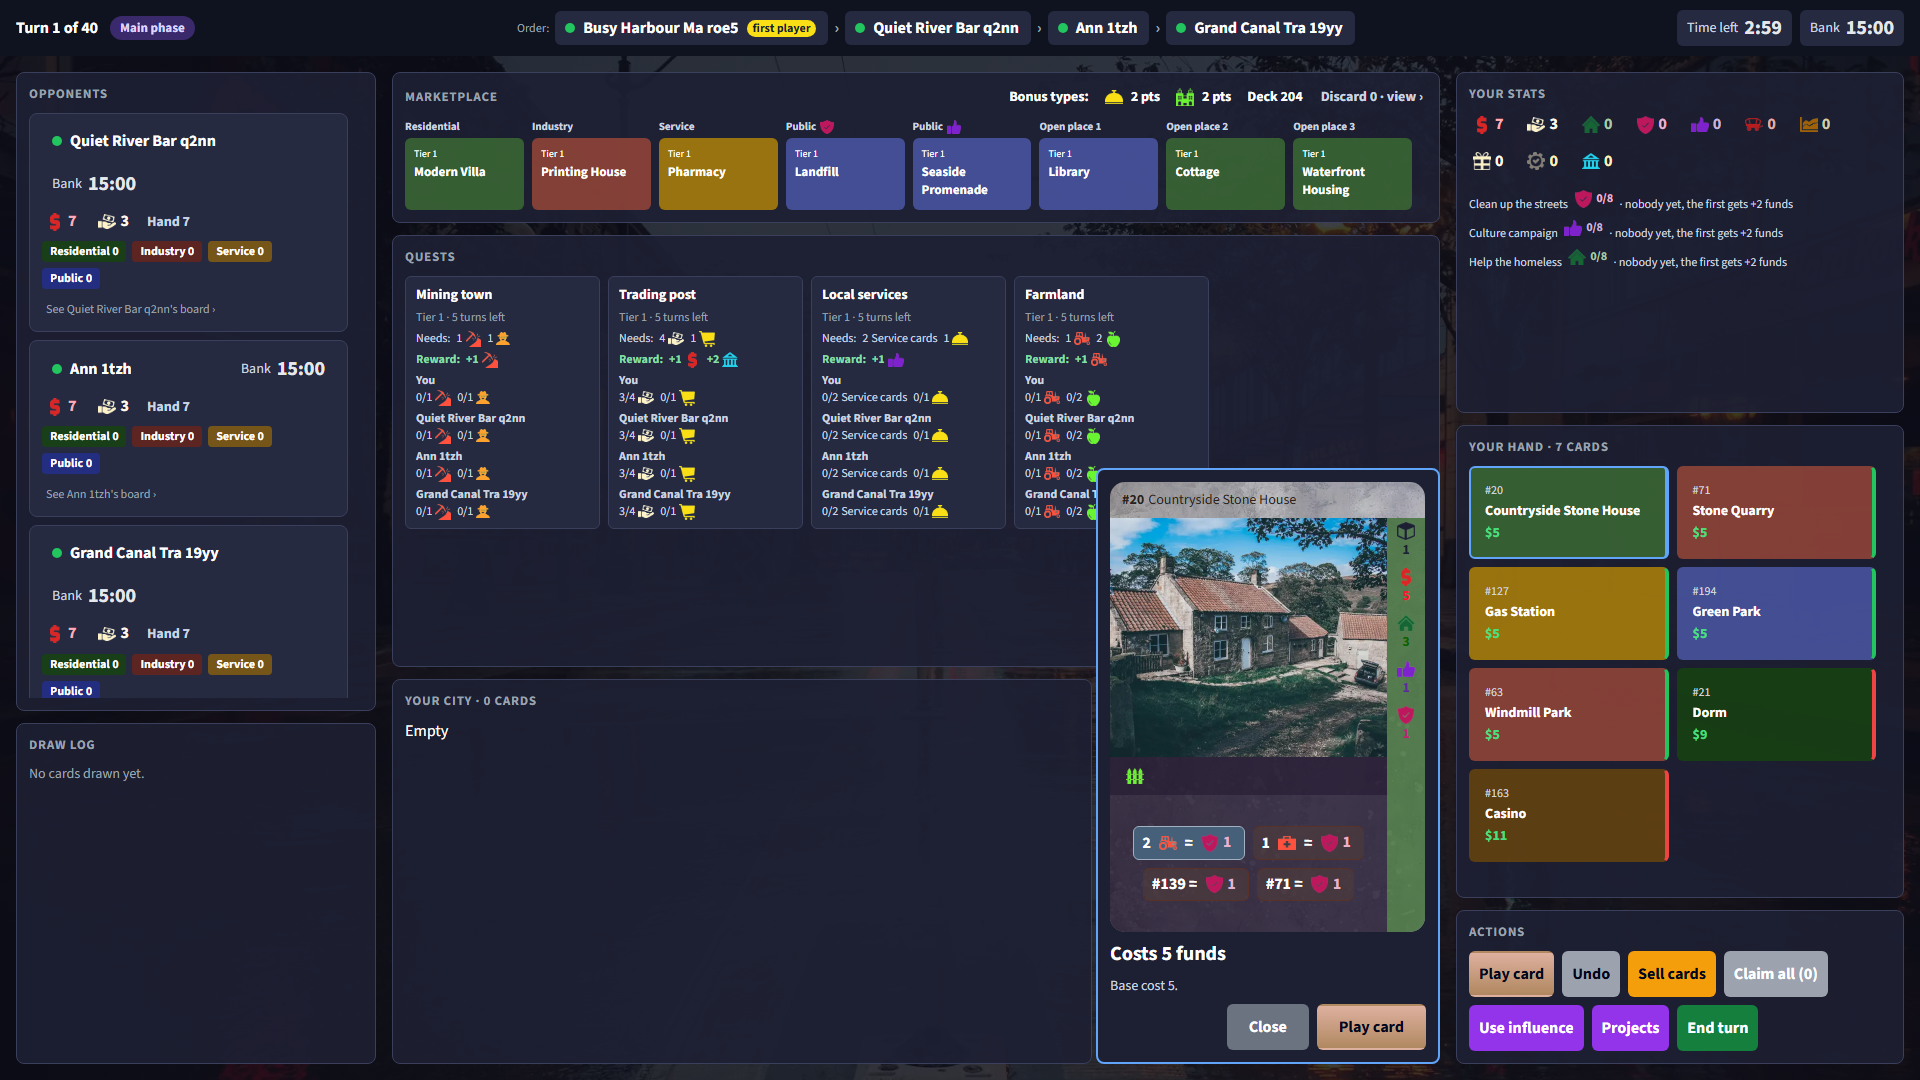 Turn 1 of 40 Main phase
Order: Busy Harbour Ma roe5 first player › Quiet River Bar q2nn › Ann 1tzh › Grand Canal Tra 19yy
Time left 2:59 Bank 15:00
OPPONENTS
Quiet River Bar q2nn
Bank 15:00
7 3 Hand 7
Residential 0 Industry 0 Service 0
Public 0
See Quiet River Bar q2nn's board ›
Ann 1tzh Bank 15:00
7 3 Hand 7
Residential 0 Industry 0 Service 0
Public 0
See Ann 1tzh's board ›
Grand Canal Tra 19yy
Bank 15:00
7 3 Hand 7
Residential 0 Industry 0 Service 0
Public 0
DRAW LOG
No cards drawn yet.
MARKETPLACE
Bonus types: 2 pts 2 pts Deck 204 Discard 0 · view ›
Residential Industry Service Public Public Open place 1 Open place 2 Open place 3
Tier 1 Tier 1 Tier 1 Tier 1 Tier 1 Tier 1 Tier 1 Tier 1
Modern Villa Printing House Pharmacy Landfill Seaside Promenade Library Cottage Waterfront Housing
QUESTS
Mining town
Tier 1 · 5 turns left
Needs: 1 1
Reward: +1
You
0/1 0/1
Quiet River Bar q2nn
0/1 0/1
Ann 1tzh
0/1 0/1
Grand Canal Tra 19yy
0/1 0/1
Trading post
Tier 1 · 5 turns left
Needs: 4 1
Reward: +1 +2
You
3/4 0/1
Quiet River Bar q2nn
3/4 0/1
Ann 1tzh
3/4 0/1
Grand Canal Tra 19yy
3/4 0/1
Local services
Tier 1 · 5 turns left
Needs: 2 Service cards 1
Reward: +1
You
0/2 Service cards 0/1
Quiet River Bar q2nn
0/2 Service cards 0/1
Ann 1tzh
0/2 Service cards 0/1
Grand Canal Tra 19yy
0/2 Service cards 0/1
Farmland
Tier 1 · 5 turns left
Needs: 1 2
Reward: +1
You
0/1 0/2
Quiet River Bar q2nn
0/1 0/2
Ann 1tzh
0/1 0/2
Grand Canal T
0/1 0/2
YOUR CITY · 0 CARDS
Empty
#20 Countryside Stone House
1
5
3
1
1
2 = 1 1 = 1
#139 = 1 #71 = 1
Costs 5 funds
Base cost 5.
Close Play card
YOUR STATS
7 3 0 0 0 0 0
0 0 0
Clean up the streets 0/8 · nobody yet, the first gets +2 funds
Culture campaign 0/8 · nobody yet, the first gets +2 funds
Help the homeless 0/8 · nobody yet, the first gets +2 funds
YOUR HAND · 7 CARDS
#20
Countryside Stone House
$5
#71
Stone Quarry
$5
#127
Gas Station
$5
#194
Green Park
$5
#63
Windmill Park
$5
#21
Dorm
$9
#163
Casino
$11
ACTIONS
Play card Undo Sell cards Claim all (0)
Use influence Projects End turn